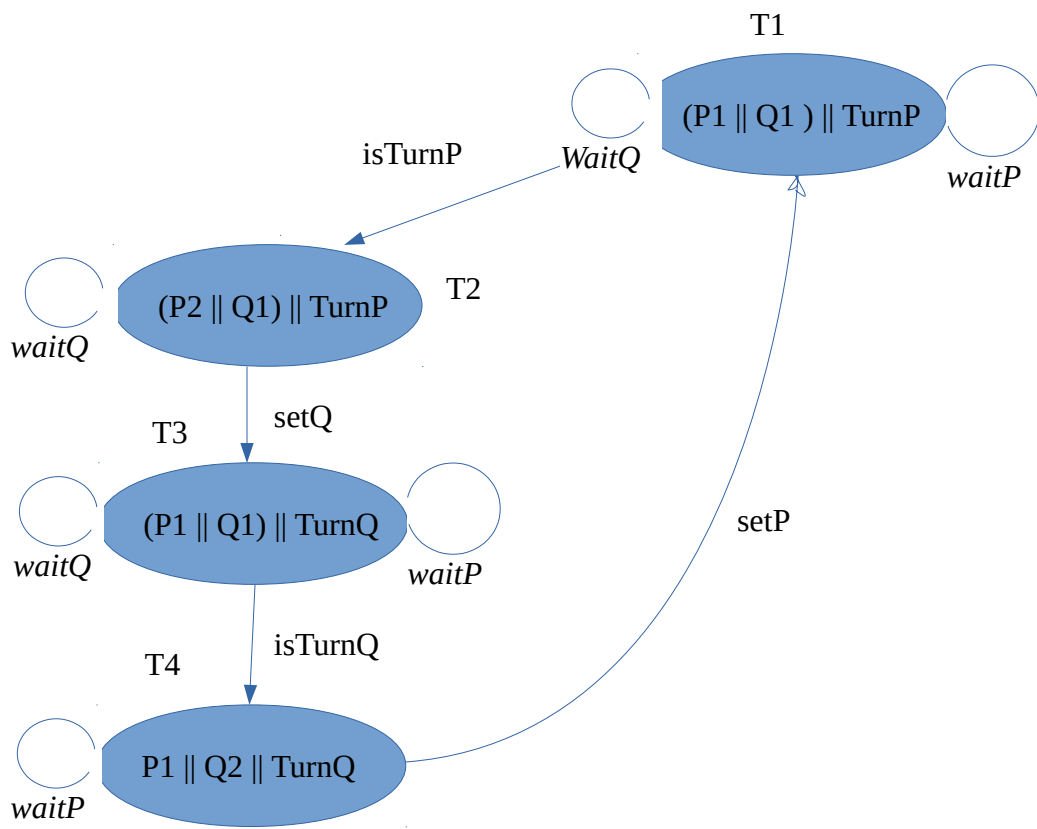 T1
(P1 || Q1 ) || TurnP
WaitQ
waitP
isTurnP
T2
(P2 || Q1) || TurnP
waitQ
setQ
T3
(P1 || Q1) || TurnQ
waitQ
waitP
setP
isTurnQ
T4
P1 || Q2 || TurnQ
waitP